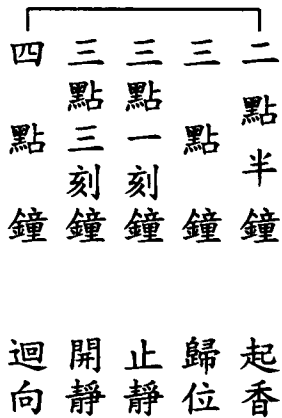 二點半鐘 起香
三點鐘 歸位
三點一刻鐘 止靜
三點三刻鐘 開靜
四點鐘 迴向